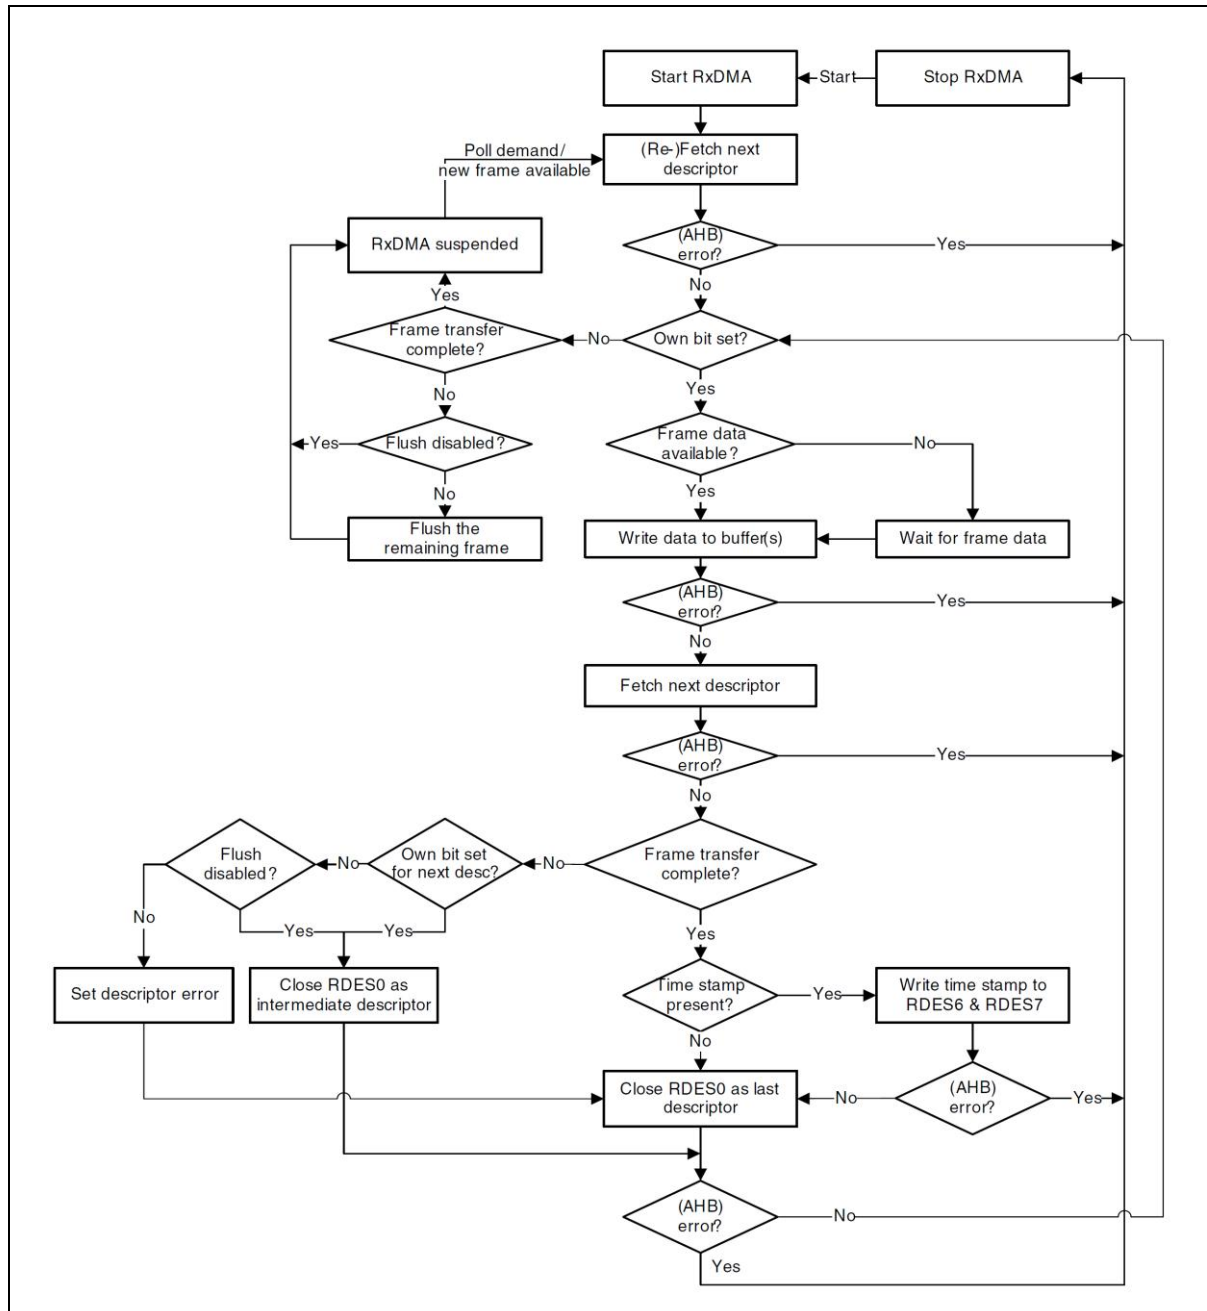 Start RxDMA
Start
Stop RxDMA
Poll demand/
new frame available
(Re-)Fetch next
descriptor
RxDMA suspended
(AHB)
error?
Yes
No
Yes
Frame transfer
complete?
No
Own bit set?
No
Yes
Yes
Flush disabled?
Frame data
available?
No
No
Yes
Flush the
remaining frame
Write data to buffer(s)
Wait for frame data
(AHB)
error?
Yes
No
Fetch next descriptor
(AHB)
error?
Yes
No
Flush
disabled?
No
Own bit set
for next desc?
No
Frame transfer
complete?
No
Yes
Yes
Yes
Set descriptor error
Close RDES0 as
intermediate descriptor
Time stamp
present?
Yes
Write time stamp to
RDES6 & RDES7
No
Close RDES0 as last
descriptor
No
(AHB)
error?
Yes
(AHB)
error?
No
Yes